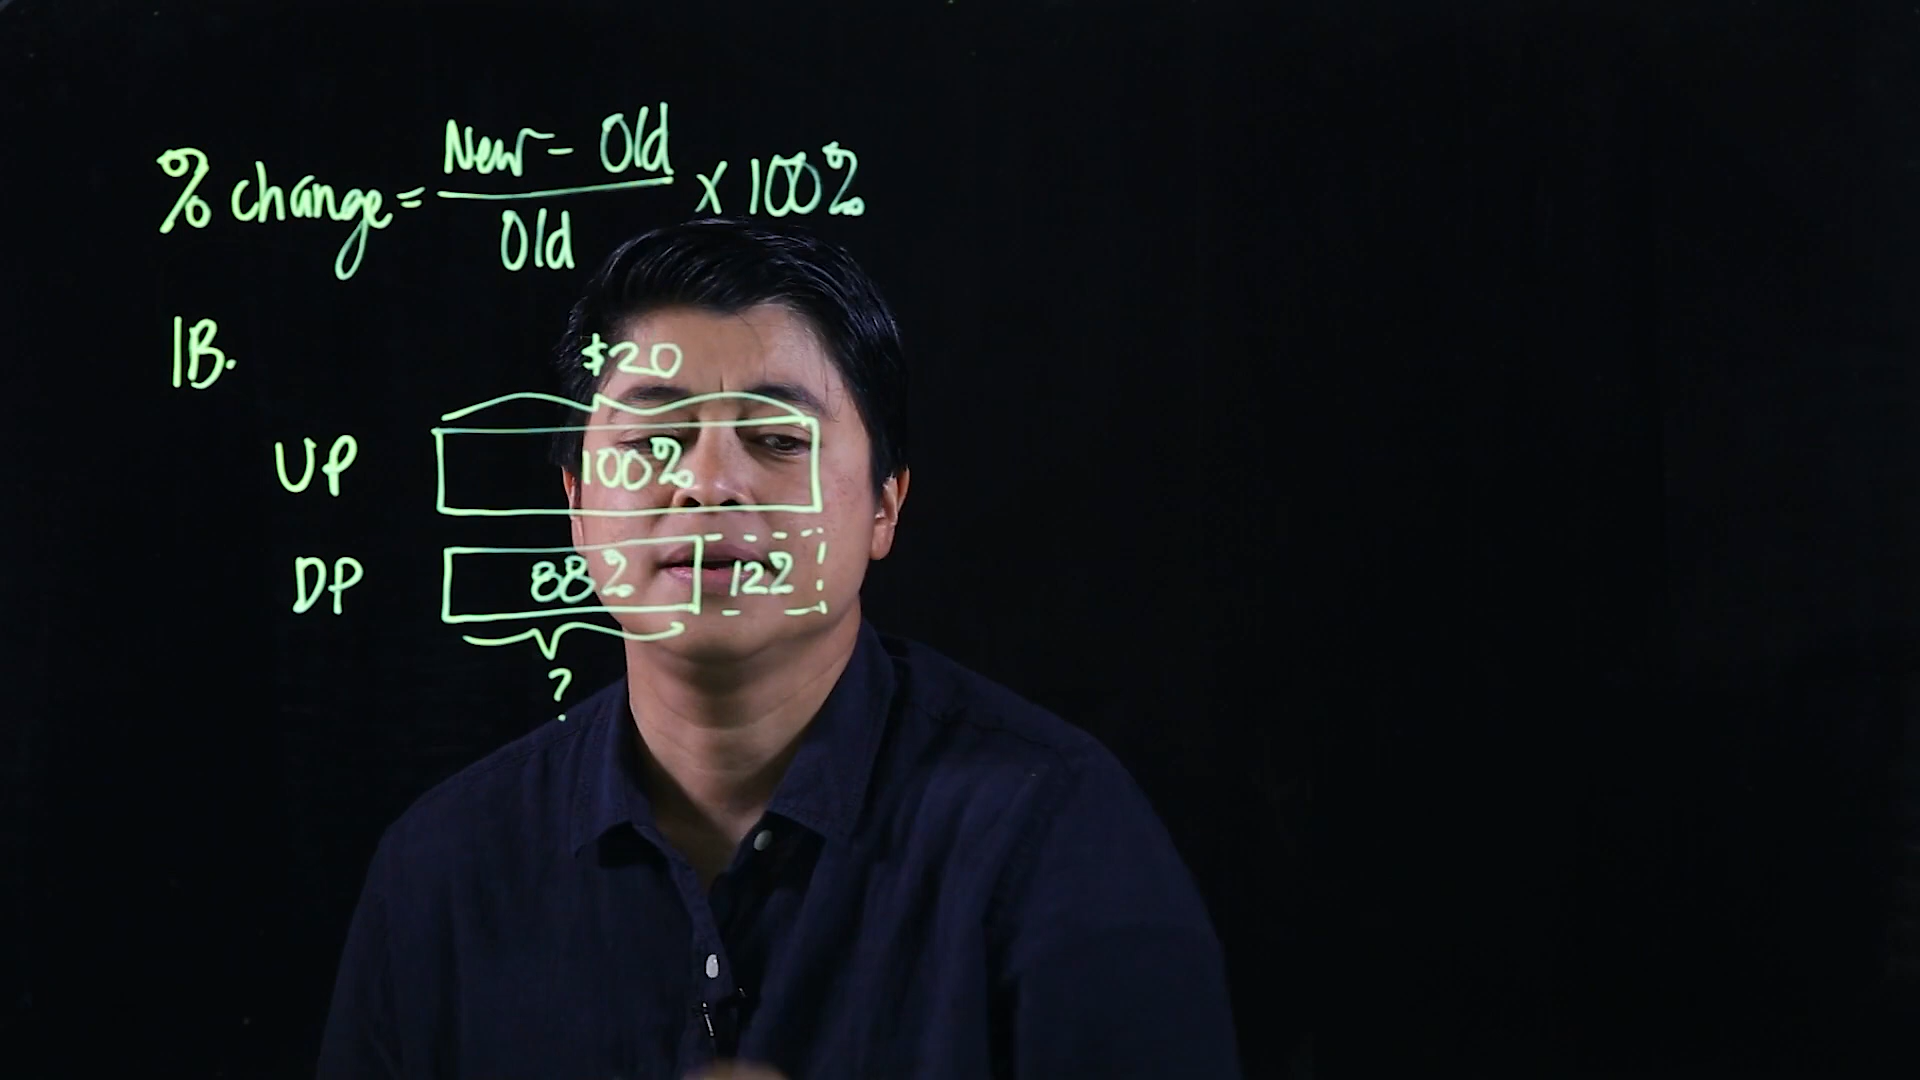 % change = New - Old / Old x 100%
1B.
$20
UP 100%
DP 88% 12%
?